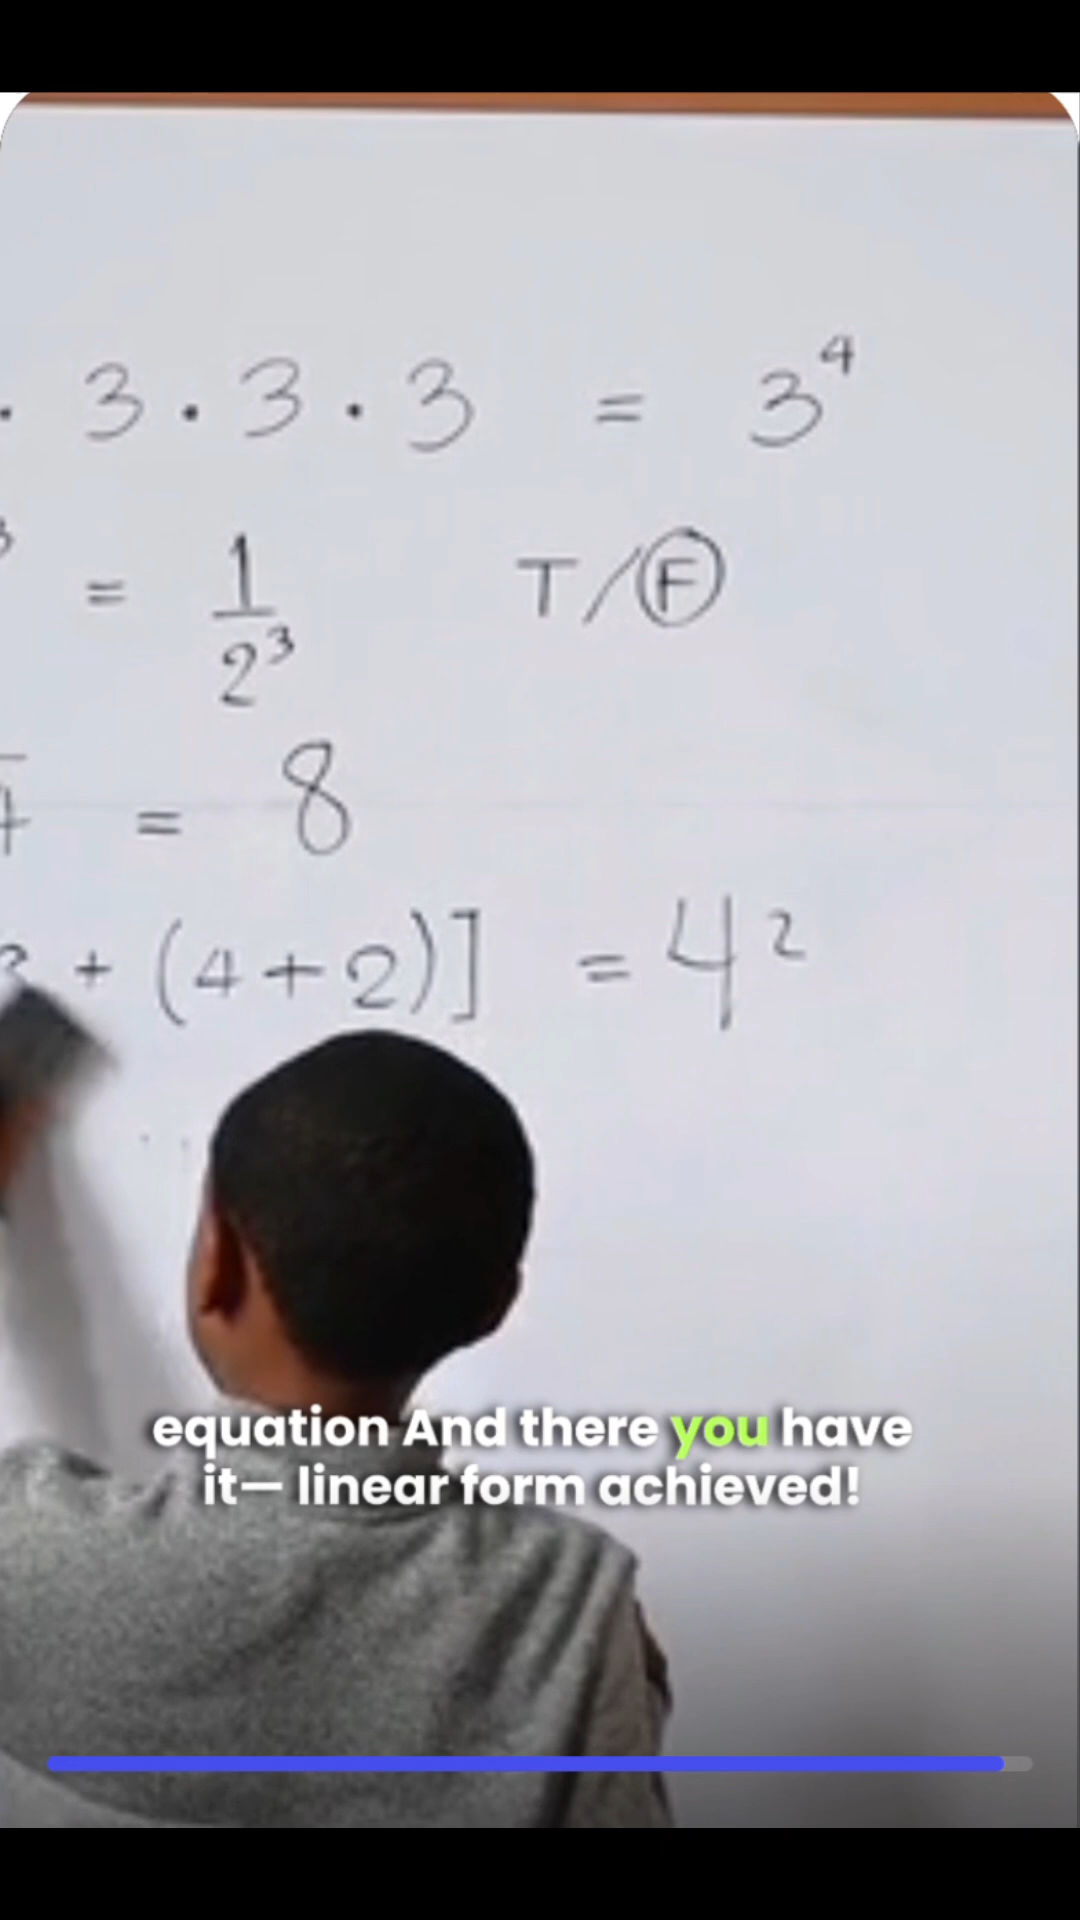 · 3 · 3 · 3 = 3⁴
³ = 1/2³ T/F
= 8
+ (4+2)] = 4²
equation And there you have
it— linear form achieved!